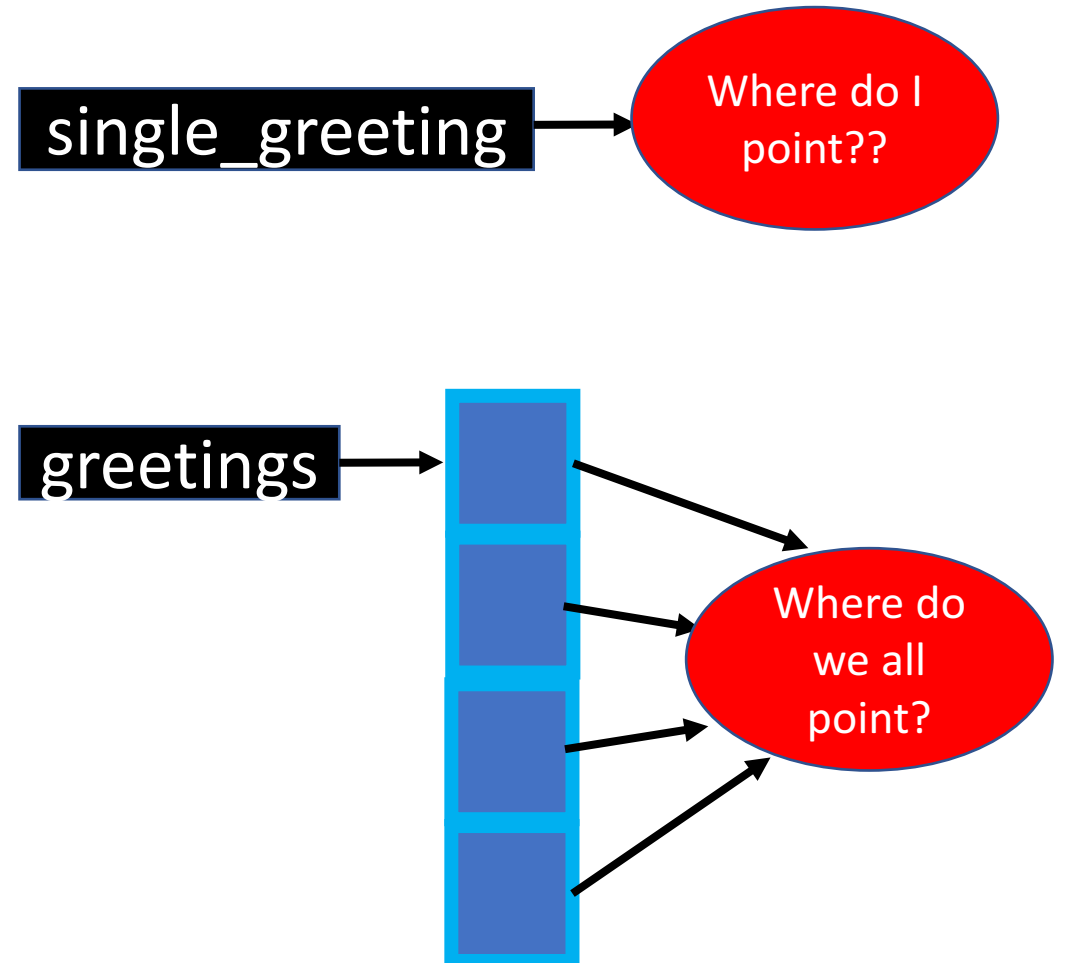 single_greeting
Where do I
point??
greetings
Where do
we all
point?